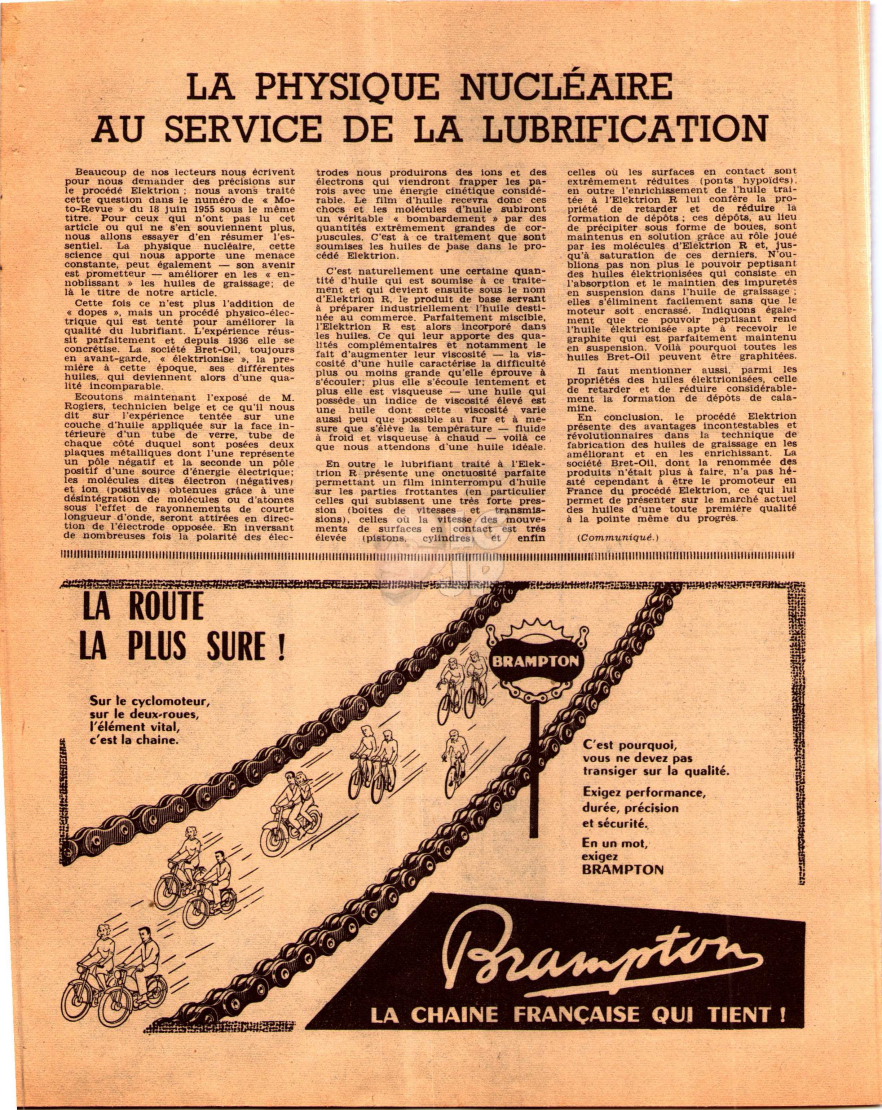 LA PHYSIQUE NUCLÉAIRE
AU SERVICE DE LA LUBRIFICATION
Beaucoup de nos lecteurs nous écrivent
pour nous demander des précisions sur
le procédé Elektrion ; nous avons traité
cette question dans le numéro de « Mo-
to-Revue » du 18 juin 1955 sous le même
titre. Pour ceux qui n'ont pas lu cet
article ou qui ne s'en souviennent plus,
nous allons essayer d'en résumer l'es-
sentiel. La physique nucléaire, cette
science qui nous apporte une menace
constante, peut également — son avenir
est prometteur — améliorer en les « en-
noblissant » les huiles de graissage; de
là le titre de notre article.
Cette fois ce n'est plus l'addition de
« dopes », mais un procédé physico-élec-
trique qui est tenté pour améliorer la
qualité du lubrifiant. L'expérience réus-
sit parfaitement et depuis 1936 elle se
concrétise. La société Bret-Oil, toujours
en avant-garde, « élektrionise », la pre-
mière à cette époque, ses différentes
huiles, qui deviennent alors d'une qua-
lité incomparable.
Ecoutons maintenant l'exposé de M.
Rogiers, technicien belge et ce qu'il nous
dit sur l'expérience tentée sur une
couche d'huile appliquée sur la face in-
térieure d'un tube de verre, tube de
chaque côté duquel sont posées deux
plaques métalliques dont l'une représente
un pôle négatif et la seconde un pôle
positif d'une source d'énergie électrique;
les molécules dites électron (négatives)
et ion (positives) obtenues grâce à une
désintégration de molécules ou d'atomes
sous l'effet de rayonnements de courte
longueur d'onde, seront attirées en direc-
tion de l'électrode opposée. En inversant
de nombreuses fois la polarité des élec-
trodes nous produirons des ions et des
électrons qui viendront frapper les pa-
rois avec une énergie cinétique considé-
rable. Le film d'huile recevra donc ces
chocs et les molécules d'huile subiront
un véritable « bombardement » par des
quantités extrêmement grandes de cor-
puscules. C'est à ce traitement que sont
soumises les huiles de base dans le pro-
cédé Elektrion.
C'est naturellement une certaine quan-
tité d'huile qui est soumise à ce traite-
ment et qui devient ensuite sous le nom
d'Elektrion R, le produit de base servant
à préparer industriellement l'huile desti-
née au commerce. Parfaitement miscible,
l'Elektrion R est alors incorporé dans
les huiles. Ce qui leur apporte des qua-
lités complémentaires et notamment le
fait d'augmenter leur viscosité — la vis-
cosité d'une huile caractérise la difficulté
plus ou moins grande qu'elle éprouve à
s'écouler; plus elle s'écoule lentement et
plus elle est visqueuse — une huile qui
possède un indice de viscosité élevé est
une huile dont cette viscosité varie
aussi peu que possible au fur et à me-
sure que s'élève la température — fluide
à froid et visqueuse à chaud — voilà ce
que nous attendons d'une huile idéale.
En outre le lubrifiant traité à l'Elek-
trion R présente une onctuosité parfaite
permettant un film ininterrompu d'huile
sur les parties frottantes (en particulier
celles qui subissent une très forte pres-
sion (boites de vitesses et transmis-
sions), celles où la vitesse des mouve-
ments de surfaces en contact est très
élevée (pistons, cylindres) et enfin
celles où les surfaces en contact sont
extrêmement réduites (ponts hypoïdes),
en outre l'enrichissement de l'huile trai-
tée à l'Elektrion R lui confère la pro-
priété de retarder et de réduire la
formation de dépôts ; ces dépôts, au lieu
de précipiter sous forme de boues, sont
maintenus en solution grâce au rôle joué
par les molécules d'Elektrion R et, jus-
qu'à saturation de ces derniers. N'ou-
blions pas non plus le pouvoir peptisant
des huiles élektrionisées qui consiste en
l'absorption et le maintien des impuretés
en suspension dans l'huile de graissage ;
elles s'éliminent facilement sans que le
moteur soit encrassé. Indiquons égale-
ment que ce pouvoir peptisant rend
l'huile élektrionisée apte à recevoir le
graphite qui est parfaitement maintenu
en suspension. Voilà pourquoi toutes les
huiles Bret-Oil peuvent être graphitées.
Il faut mentionner aussi, parmi les
propriétés des huiles élektrionisées, celle
de retarder et de réduire considérable-
ment la formation de dépôts de cala-
mine.
En conclusion, le procédé Elektrion
présente des avantages incontestables et
révolutionnaires dans la technique de
fabrication des huiles de graissage en les
améliorant et en les enrichissant. La
société Bret-Oil, dont la renommée des
produits n'était plus à faire, n'a pas hé-
sité cependant à être le promoteur en
France du procédé Elektrion, ce qui lui
permet de présenter sur le marché actuel
des huiles d'une toute première qualité
à la pointe même du progrès.
(Communiqué.)
LA ROUTE
LA PLUS SURE !
Sur le cyclomoteur,
sur le deux-roues,
l'élément vital,
c'est la chaine.
BRAMPTON
C'est pourquoi,
vous ne devez pas
transiger sur la qualité.
Exigez performance,
durée, précision
et sécurité.
En un mot,
exigez
BRAMPTON
Brampton
LA CHAINE FRANÇAISE QUI TIENT !